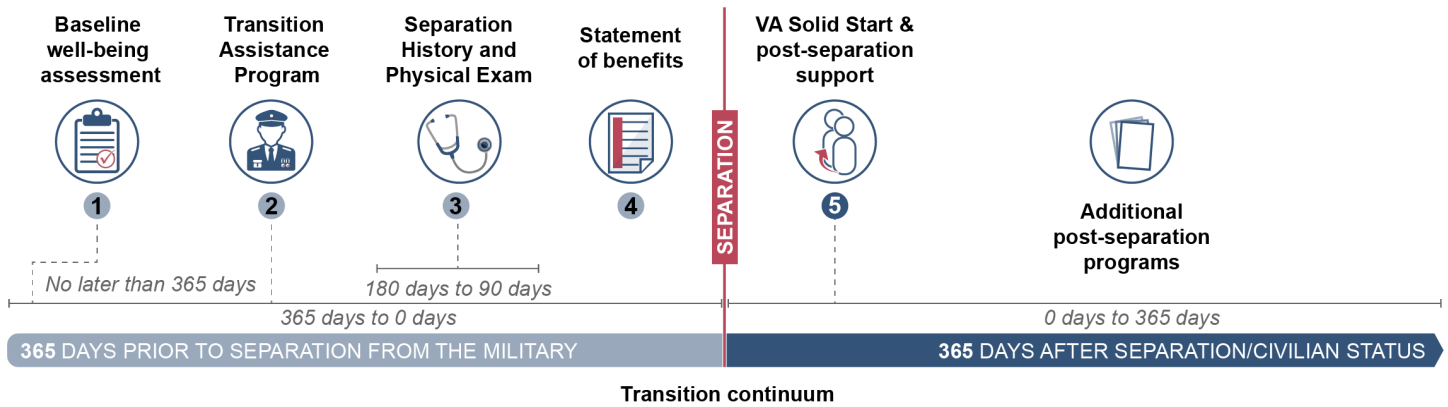 Baseline
well-being
assessment
1
Transition
Assistance
Program
2
Separation
History and
Physical Exam
3
Statement
of benefits
4
SEPARATION
VA Solid Start &
post-separation
support
5
Additional
post-separation
programs
No later than 365 days
180 days to 90 days
365 days to 0 days
0 days to 365 days
365 DAYS PRIOR TO SEPARATION FROM THE MILITARY
365 DAYS AFTER SEPARATION/CIVILIAN STATUS
Transition continuum